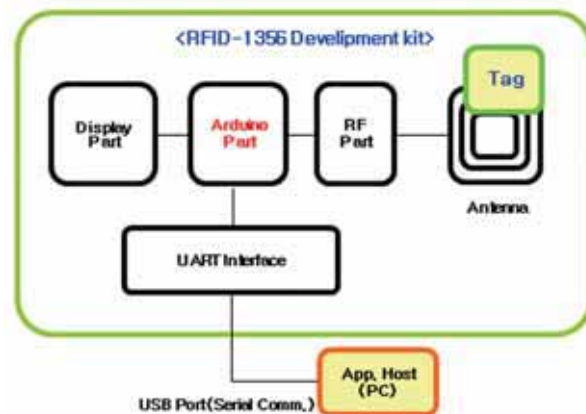 <RFID-1356 Develipment kit>
Tag
Display
Part
Arduino
Part
RF
Part
Antenna
UART Interface
App, Host
(PC)
USB Port(Serial Comm.)